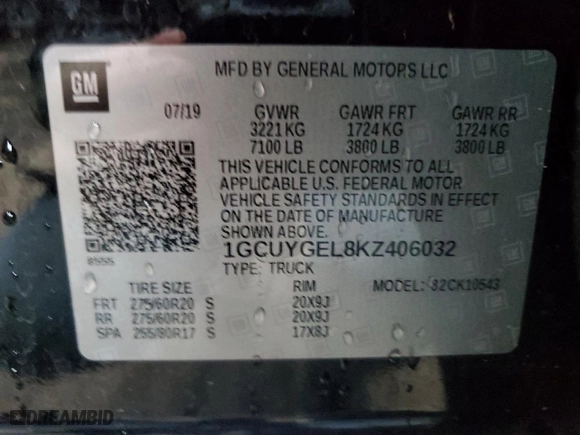 GM
MFD BY GENERAL MOTORS LLC
07/19 GVWR GAWR FRT GAWR RR
3221 KG 1724 KG 1724 KG
7100 LB 3800 LB 3800 LB
THIS VEHICLE CONFORMS TO ALL
APPLICABLE U.S. FEDERAL MOTOR
VEHICLE SAFETY STANDARDS IN EFFECT
ON THE DATE OF MANUFACTURE
SHOWN ABOVE.
85555
1GCUYGEL8KZ406032
TYPE: TRUCK
TIRE SIZE RIM MODEL: 82CK10543
FRT 275/60R20 S 20X9J
RR 275/60R20 S 20X9J
SPA 255/80R17 S 17X8J
DREAMBID